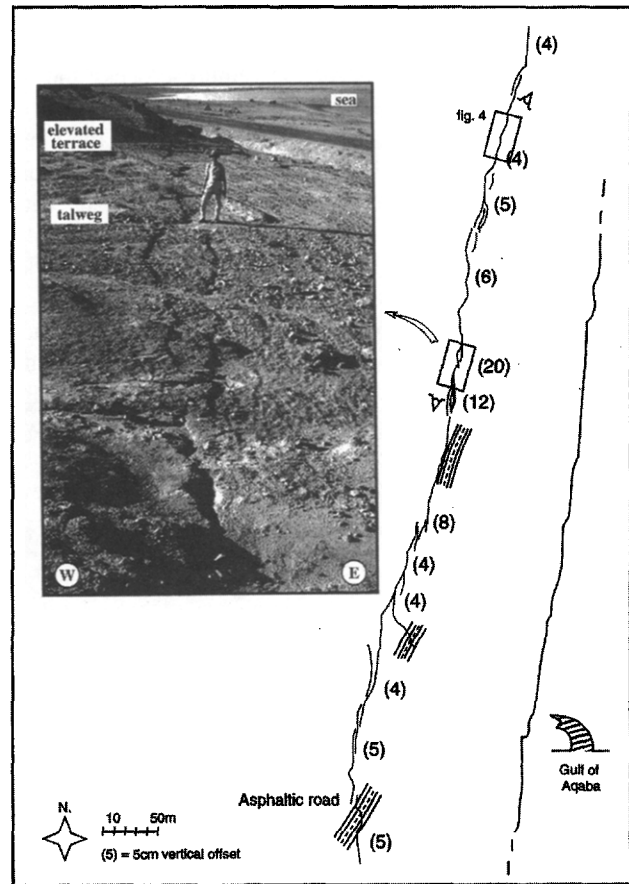 (4)
sea
fig. 4
elevated
terrace
(4)
talweg
(5)
(6)
(20)
(12)
(8)
(4)
W
E
(4)
(4)
(5)
Gulf of
Aqaba
N.
10 50m
Asphaltic road
(5) = 5cm vertical offset
(5)